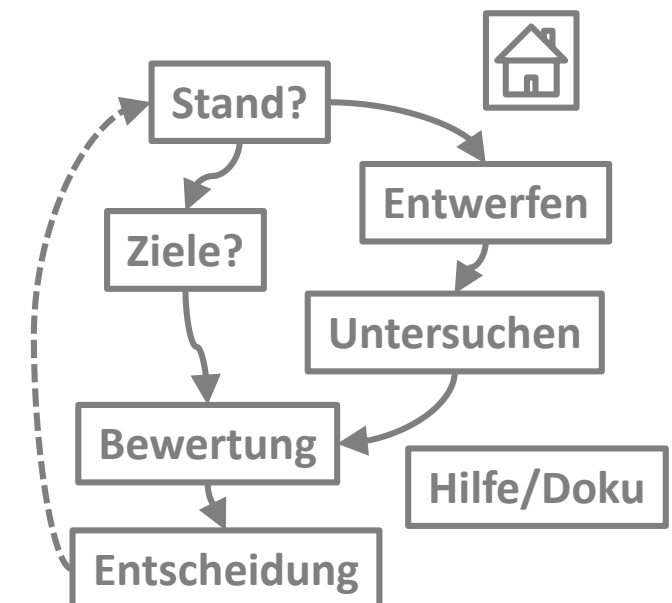 Stand?
Entwerfen
Ziele?
Untersuchen
Bewertung
Hilfe/Doku
Entscheidung